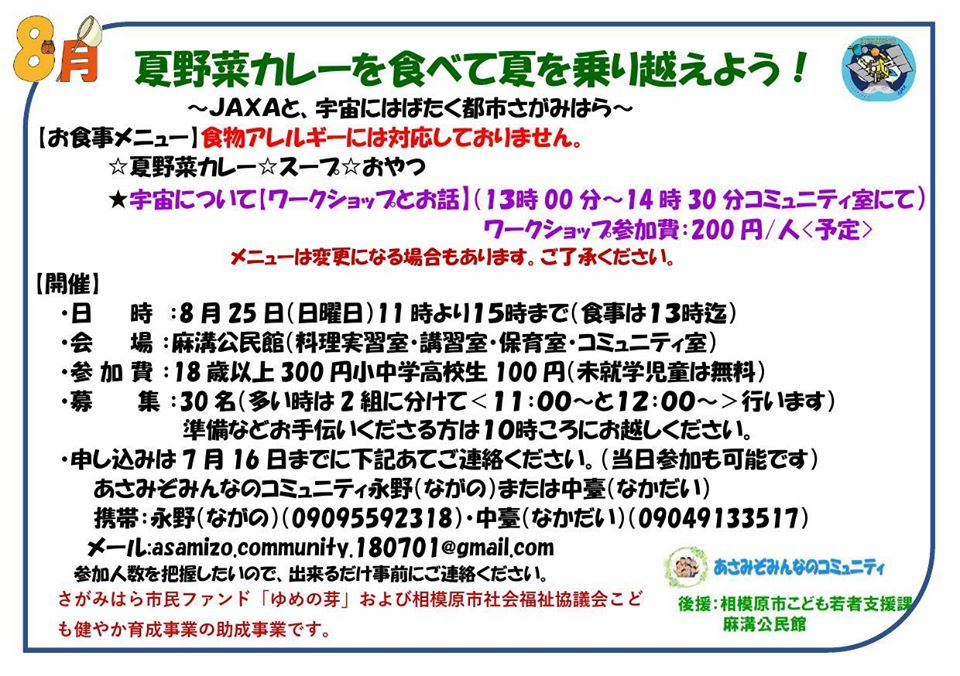 8月
夏野菜カレーを食べて夏を乗り越えよう！
～JAXAと、宇宙にはばたく都市さがみはら～
【お食事メニュー】食物アレルギーには対応しておりません。
☆夏野菜カレー☆スープ☆おやつ
★宇宙について【ワークショップとお話】（13時00分～14時30分コミュニティ室にて）
ワークショップ参加費：200円/人<予定>
メニューは変更になる場合もあります。ご了承ください。
【開催】
・日　時：8月25日（日曜日）11時より15時まで（食事は13時迄）
・会　場：麻溝公民館（料理実習室・講習室・保育室・コミュニティ室）
・参加費：18歳以上300円小中学高校生100円（未就学児童は無料）
・募　集：30名（多い時は2組に分けて＜11：00～と12：00～＞行います）
準備などお手伝いくださる方は10時ころにお越しください。
・申し込みは7月16日までに下記あてご連絡ください。（当日参加も可能です）
あさみぞみんなのコミュニティ永野（ながの）または中臺（なかだい）
携帯：永野（ながの）（09095592318）・中臺（なかだい）（09049133517）
メール:asamizo.community.180701@gmail.com
参加人数を把握したいので、出来るだけ事前にご連絡ください。
さがみはら市民ファンド「ゆめの芽」および相模原市社会福祉協議会こど
も健やか育成事業の助成事業です。
あさみぞみんなのコミュニティ
後援：相模原市こども若者支援課
麻溝公民館